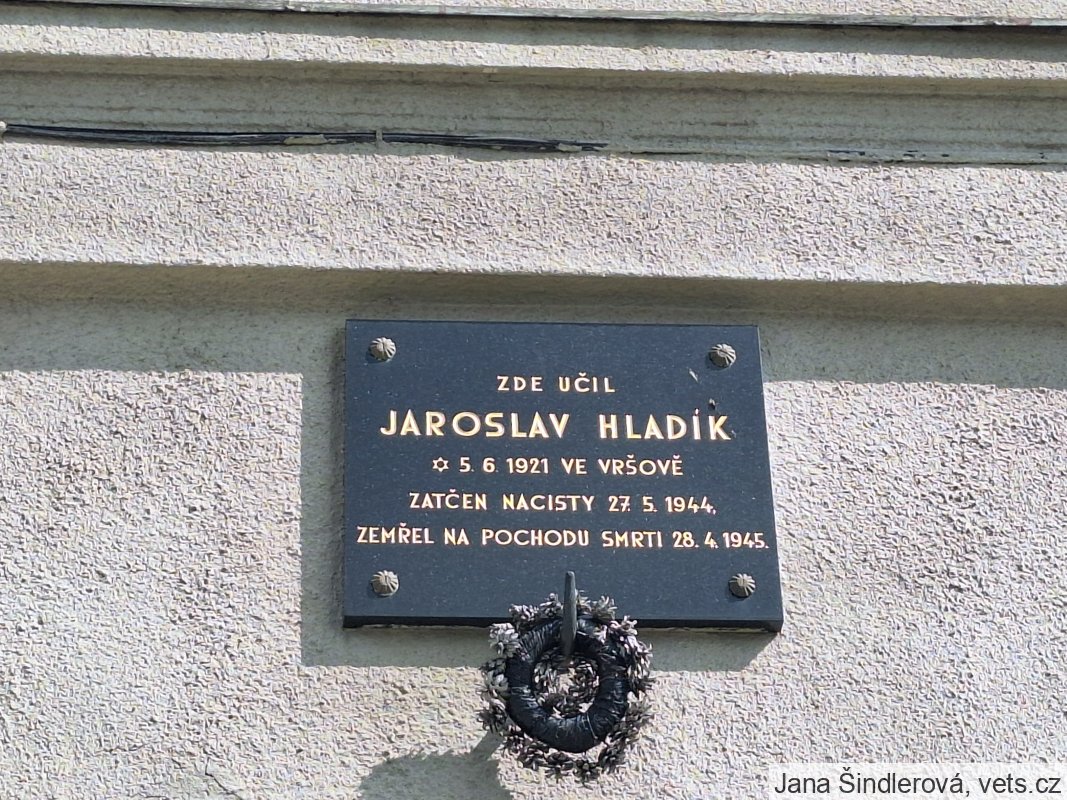 ZDE UČIL
JAROSLAV HLADÍK
✡ 5. 6. 1921 VE VRŠOVĚ
ZATČEN NACISTY 27. 5. 1944,
ZEMŘEL NA POCHODU SMRTI 28. 4. 1945.
Jana Šindlerová, vets.cz